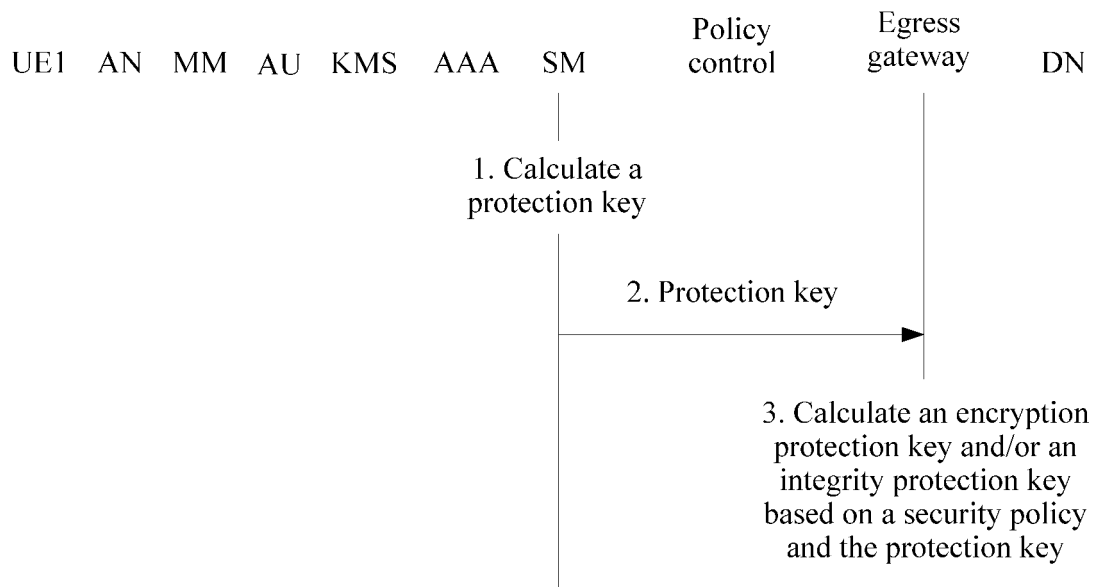 UE1 AN MM AU KMS AAA SM Policy control Egress gateway DN
1. Calculate a
protection key
2. Protection key
3. Calculate an encryption
protection key and/or an
integrity protection key
based on a security policy
and the protection key